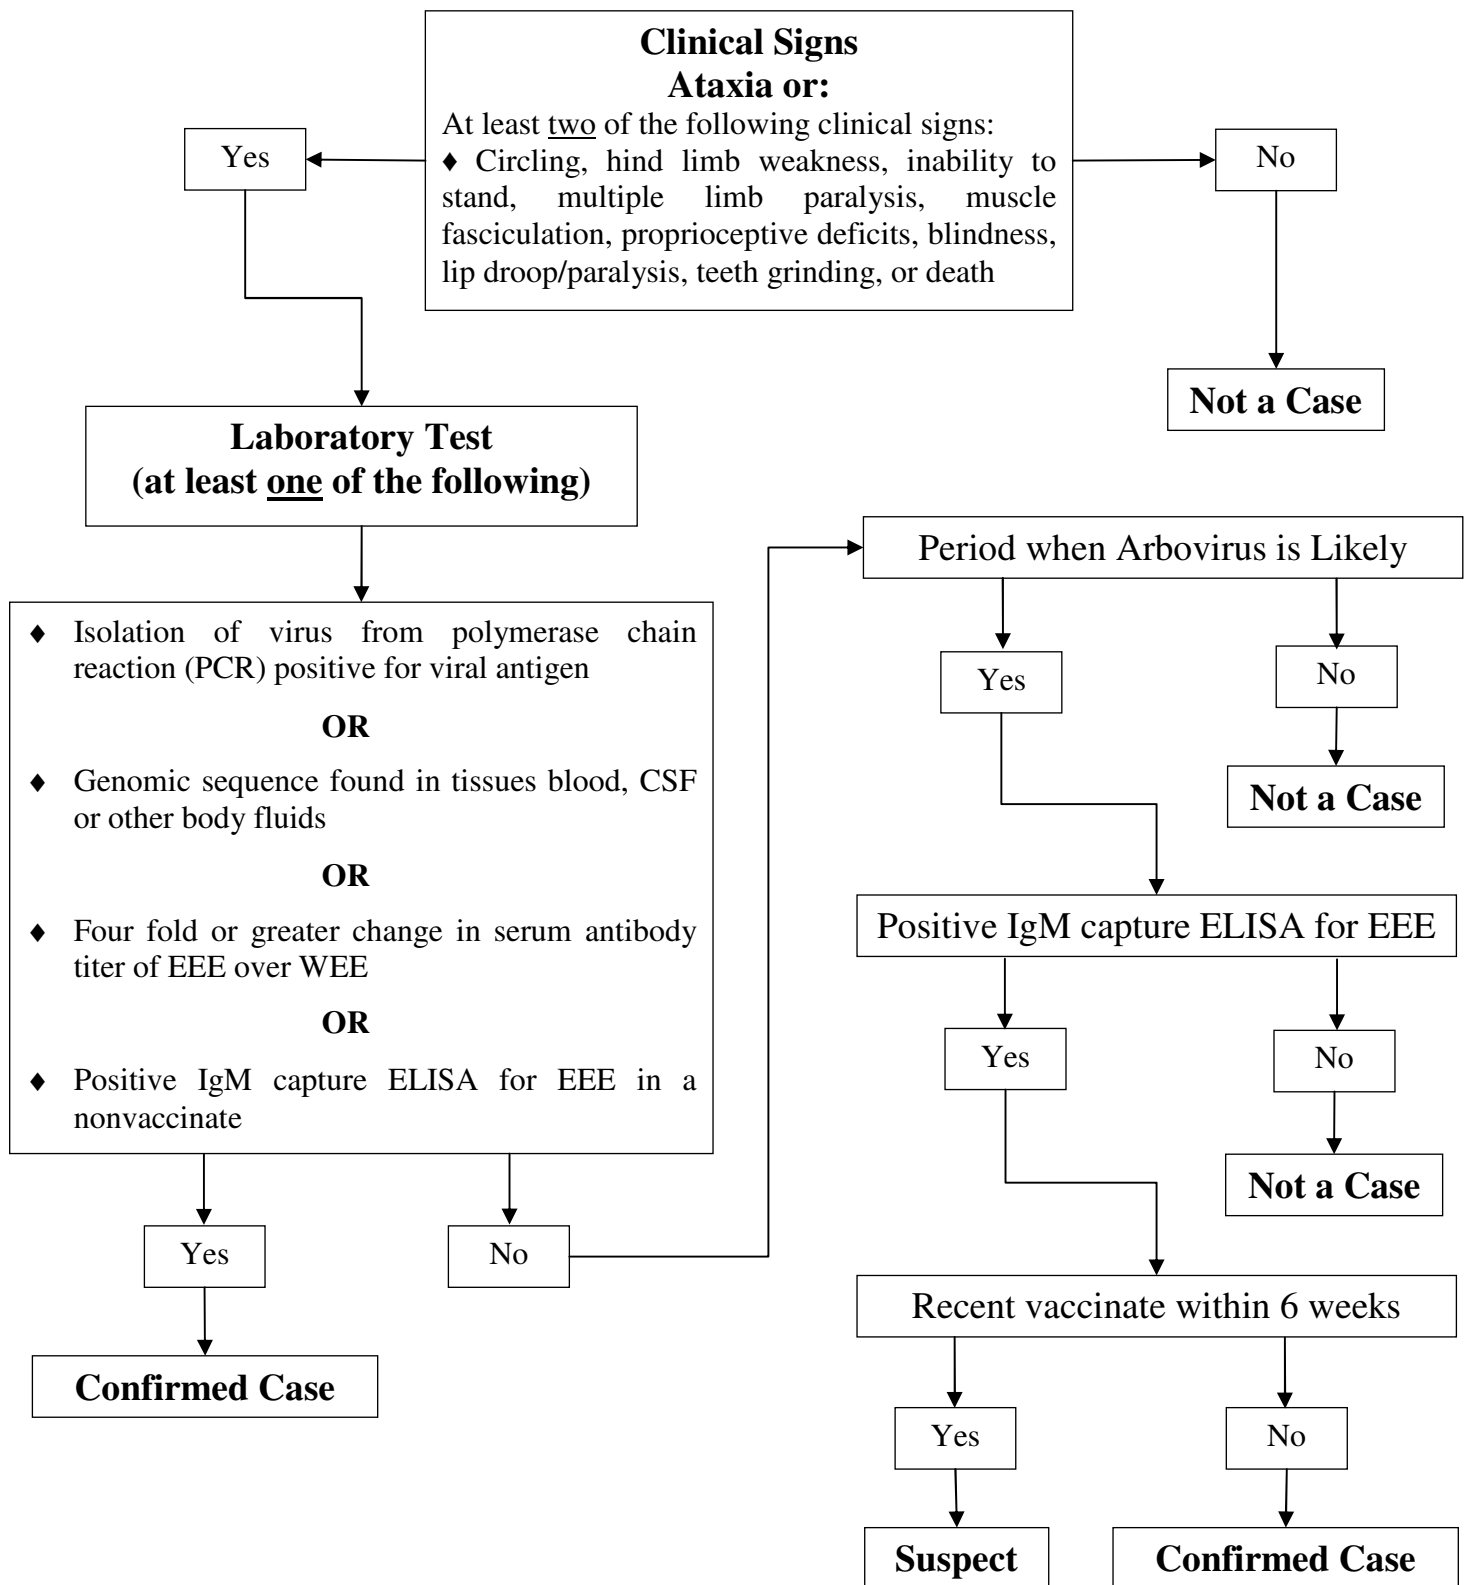 Clinical Signs
Ataxia or:
At least two of the following clinical signs:
♦ Circling, hind limb weakness, inability to
stand, multiple limb paralysis, muscle
fasciculation, proprioceptive deficits, blindness,
lip droop/paralysis, teeth grinding, or death
Yes
No
Not a Case
Laboratory Test
(at least one of the following)
♦ Isolation of virus from polymerase chain
reaction (PCR) positive for viral antigen
OR
♦ Genomic sequence found in tissues blood, CSF
or other body fluids
OR
♦ Four fold or greater change in serum antibody
titer of EEE over WEE
OR
♦ Positive IgM capture ELISA for EEE in a
nonvaccinate
Yes
No
Confirmed Case
Period when Arbovirus is Likely
Yes
No
Not a Case
Positive IgM capture ELISA for EEE
Yes
No
Not a Case
Recent vaccinate within 6 weeks
Yes
No
Suspect
Confirmed Case